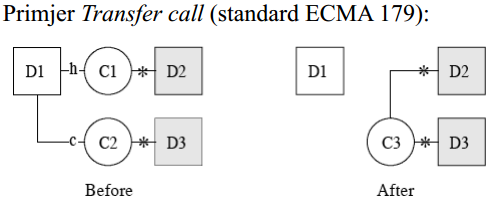 Primjer Transfer call (standard ECMA 179):
D1 h C1 * D2 D1 * D2
c C2 * D3 C3 * D3
Before After